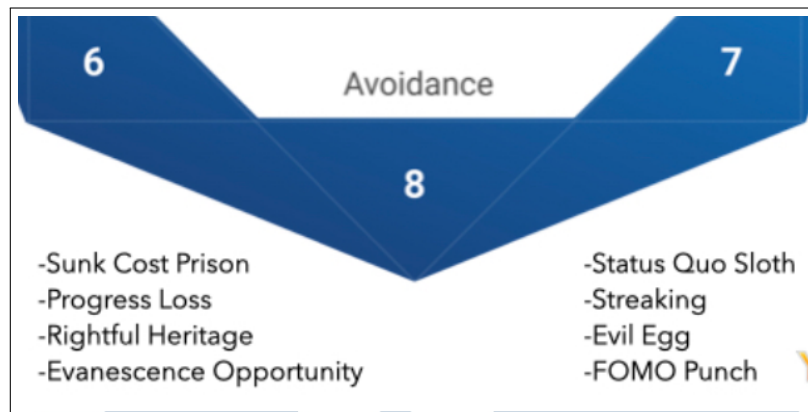 6
7
Avoidance
8
-Sunk Cost Prison
-Progress Loss
-Rightful Heritage
-Evanescence Opportunity
-Status Quo Sloth
-Streaking
-Evil Egg
-FOMO Punch